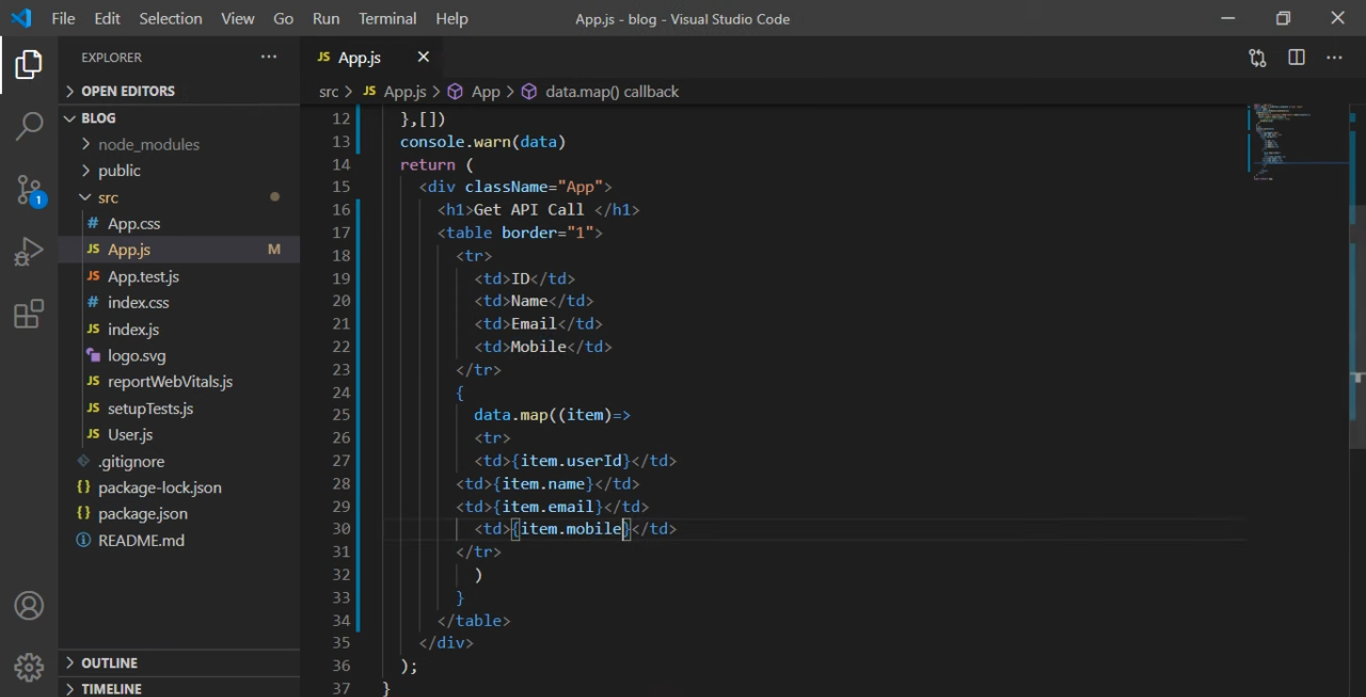 File Edit Selection View Go Run Terminal Help App.js - blog - Visual Studio Code
EXPLORER
OPEN EDITORS
BLOG
node_modules
public
src
# App.css
JS App.js M
JS App.test.js
# index.css
JS index.js
logo.svg
JS reportWebVitals.js
JS setupTests.js
JS User.js
.gitignore
{} package-lock.json
{} package.json
README.md
OUTLINE
TIMELINE
1
JS App.js
src > JS App.js > App > data.map() callback
12 },[])
13 console.warn(data)
14 return (
15 <div className="App">
16 <h1>Get API Call </h1>
17 <table border="1">
18 <tr>
19 <td>ID</td>
20 <td>Name</td>
21 <td>Email</td>
22 <td>Mobile</td>
23 </tr>
24 {
25 data.map((item)=>
26 <tr>
27 <td>{item.userId}</td>
28 <td>{item.name}</td>
29 <td>{item.email}</td>
30 <td>{item.mobile}</td>
31 </tr>
32 )
33 }
34 </table>
35 </div>
36 );
37 }